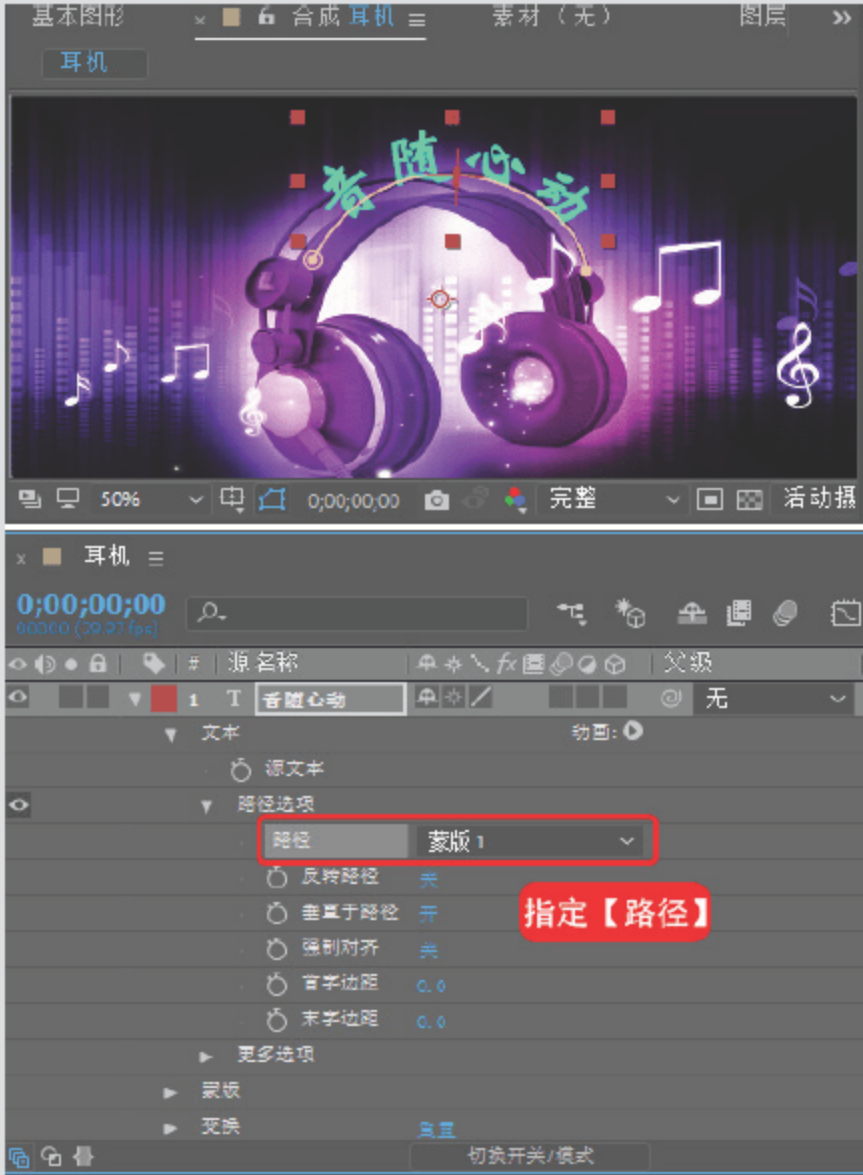 基本图形 × 合成 耳机 ≡ 素材（无） 图层 »
耳机
音随心动
50% 0;00;00;00 完整 活动摄
× 耳机 ≡
0;00;00;00
00000 (29.97 fps)
# 源名称 fx 父级
1 T 音随心动 无
文本 动画:
源文本
路径选项
路径 蒙版 1
反转路径 关
指定【路径】
垂直于路径 开
强制对齐 关
首字边距 0.0
末字边距 0.0
更多选项
蒙版
变换 重置
切换开关/模式